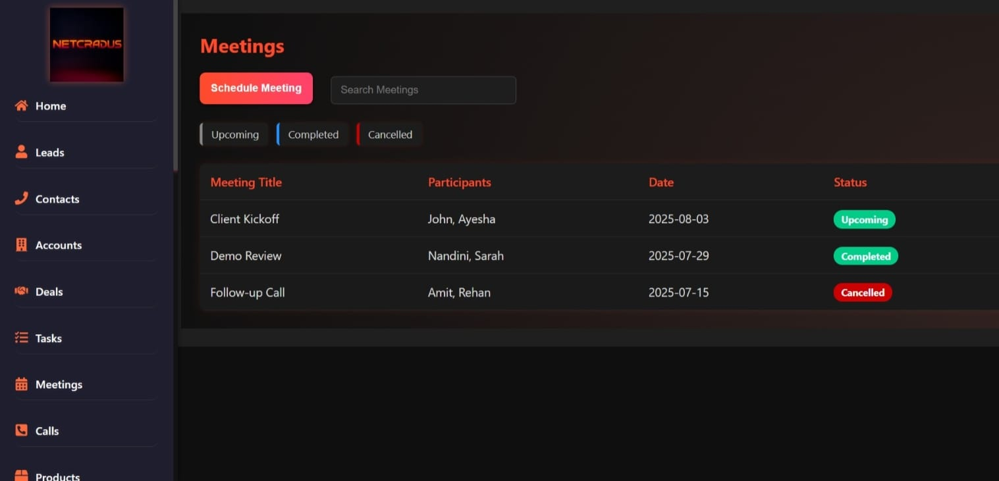 NETCRADUS
Home
Leads
Contacts
Accounts
Deals
Tasks
Meetings
Calls
Products
Meetings
Schedule Meeting Search Meetings
Upcoming Completed Cancelled
Meeting Title Participants Date Status
Client Kickoff John, Ayesha 2025-08-03 Upcoming
Demo Review Nandini, Sarah 2025-07-29 Completed
Follow-up Call Amit, Rehan 2025-07-15 Cancelled